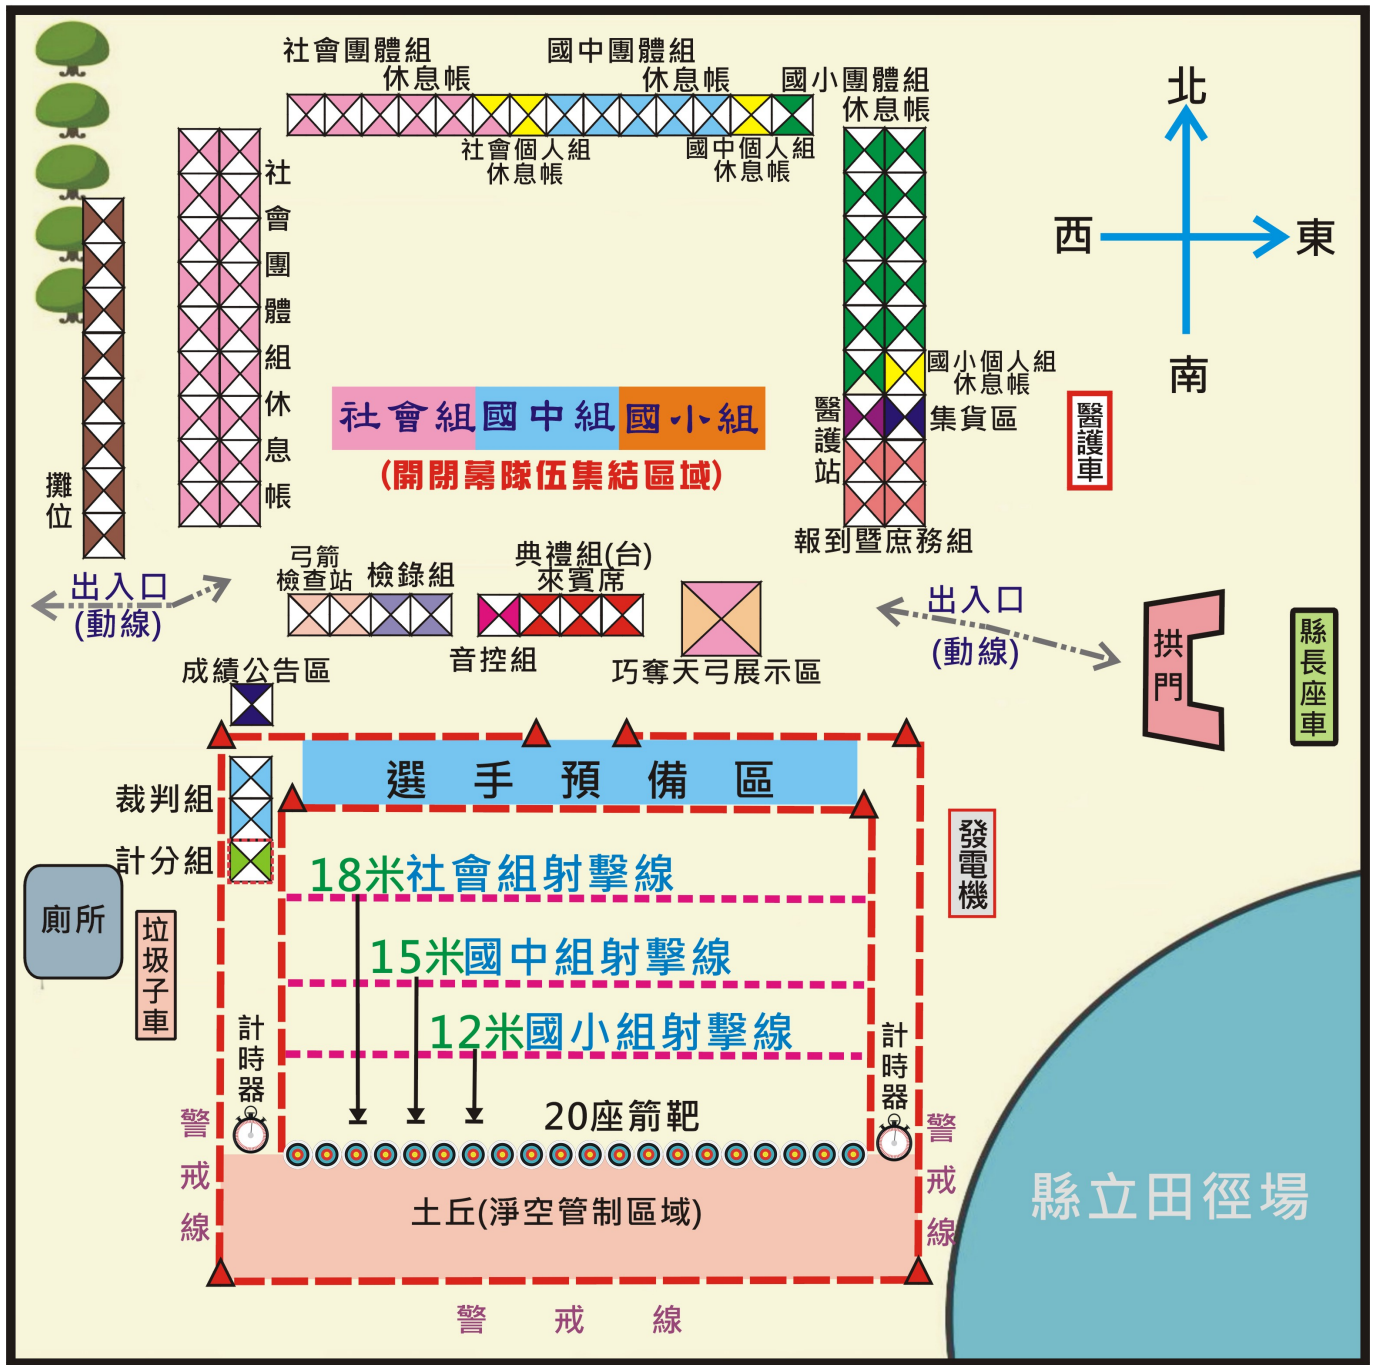 社會團體組
休息帳
國中團體組
休息帳
國小團體組
休息帳
社會個人組
休息帳
國中個人組
休息帳
北
西
東
南
社會團體組休息帳
國小個人組
休息帳
醫護站
集貨區
醫護車
社會組
國中組
國小組
(開閉幕隊伍集結區域)
攤位
報到暨庶務組
出入口
(動線)
弓箭
檢查站
檢錄組
典禮組(台)
來賓席
音控組
巧奪天弓展示區
出入口
(動線)
拱門
縣長座車
成績公告區
選手預備區
裁判組
計分組
廁所
垃圾子車
發電機
18米社會組射擊線
15米國中組射擊線
12米國小組射擊線
計時器
計時器
20座箭靶
警戒線
警戒線
土丘(淨空管制區域)
警戒線
縣立田徑場